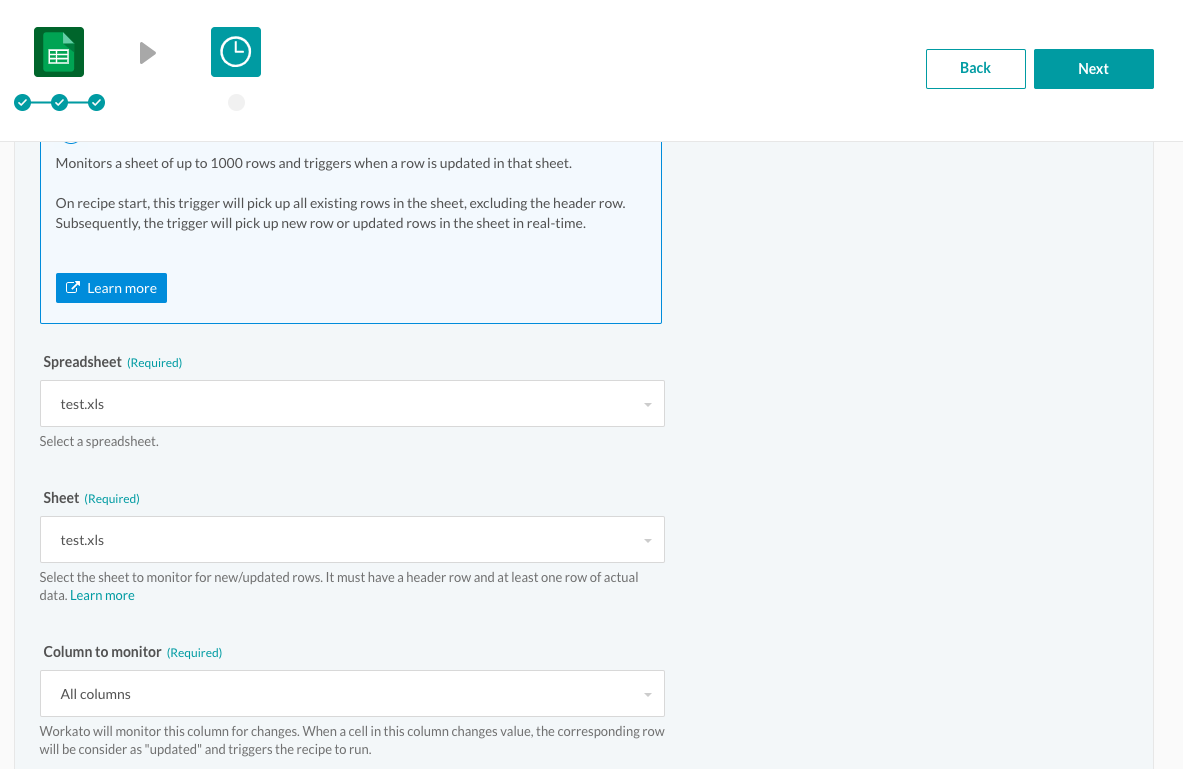 Back
Next
Monitors a sheet of up to 1000 rows and triggers when a row is updated in that sheet.
On recipe start, this trigger will pick up all existing rows in the sheet, excluding the header row.
Subsequently, the trigger will pick up new row or updated rows in the sheet in real-time.
Learn more
Spreadsheet (Required)
test.xls
Select a spreadsheet.
Sheet (Required)
test.xls
Select the sheet to monitor for new/updated rows. It must have a header row and at least one row of actual
data. Learn more
Column to monitor (Required)
All columns
Workato will monitor this column for changes. When a cell in this column changes value, the corresponding row
will be consider as "updated" and triggers the recipe to run.